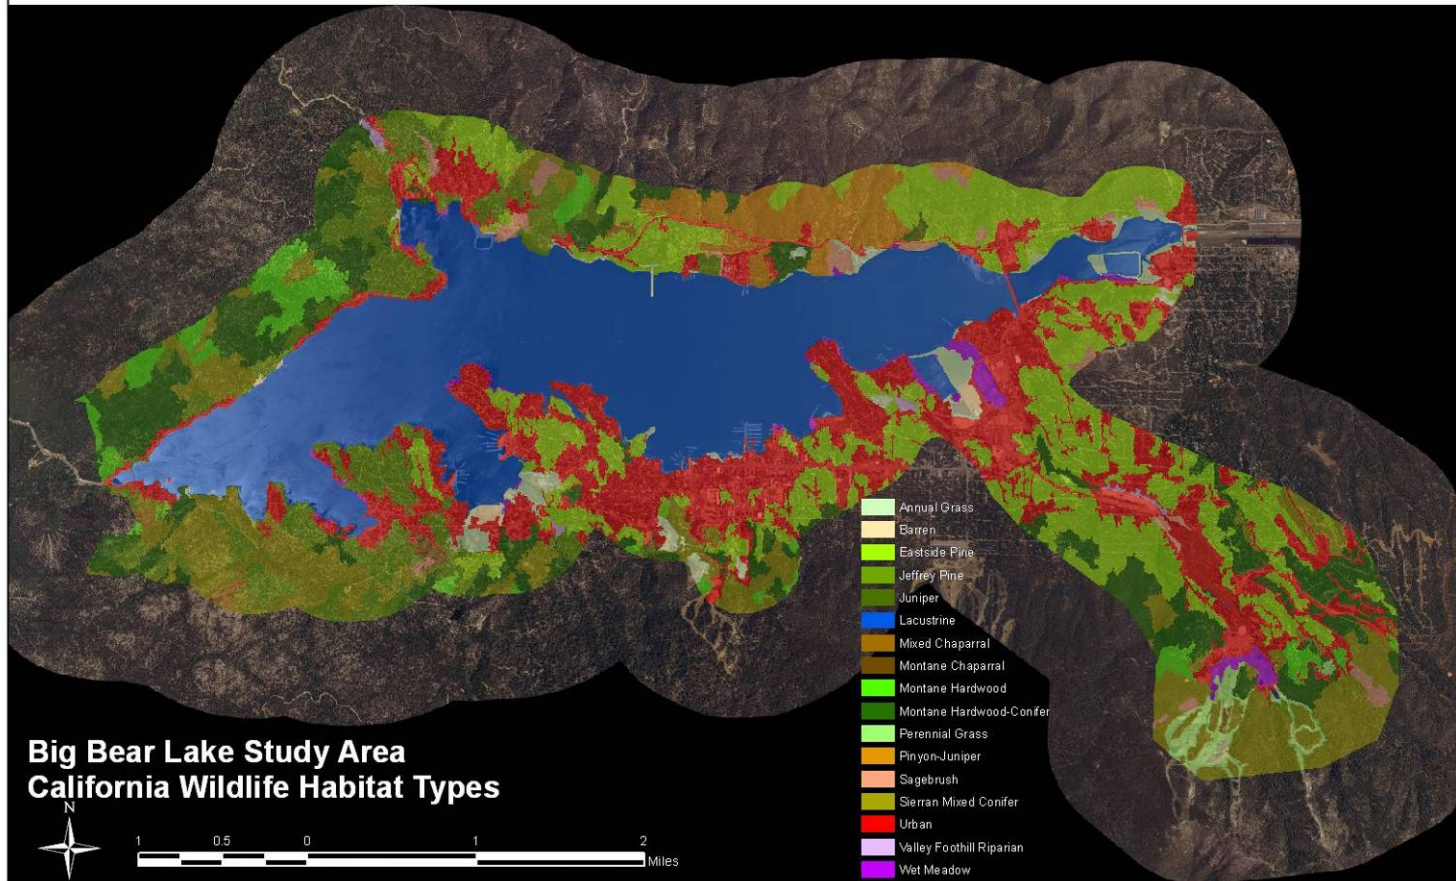 Annual Grass
Barren
Eastside Pine
Jeffrey Pine
Juniper
Lacustrine
Mixed Chaparral
Montane Chaparral
Montane Hardwood
Montane Hardwood-Conifer
Perennial Grass
Pinyon-Juniper
Sagebrush
Sierran Mixed Conifer
Urban
Valley Foothill Riparian
Wet Meadow
Big Bear Lake Study Area
California Wildlife Habitat Types
N
1 0.5 0 1 2
Miles